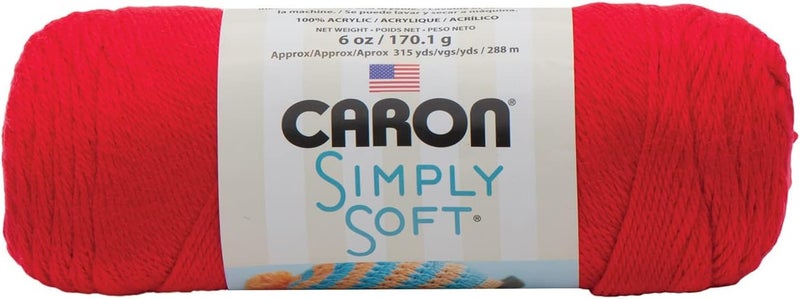 la machine. / Se puede lavar y secar a máquina.
100% ACRYLIC / ACRYLIQUE / ACRÍLICO
NET WEIGHT • POIDS NET • PESO NETO
6 oz / 170.1 g
Approx/Approx/Aprox 315 yds/vgs/yds / 288 m
CARON®
SIMPLY
SOFT®